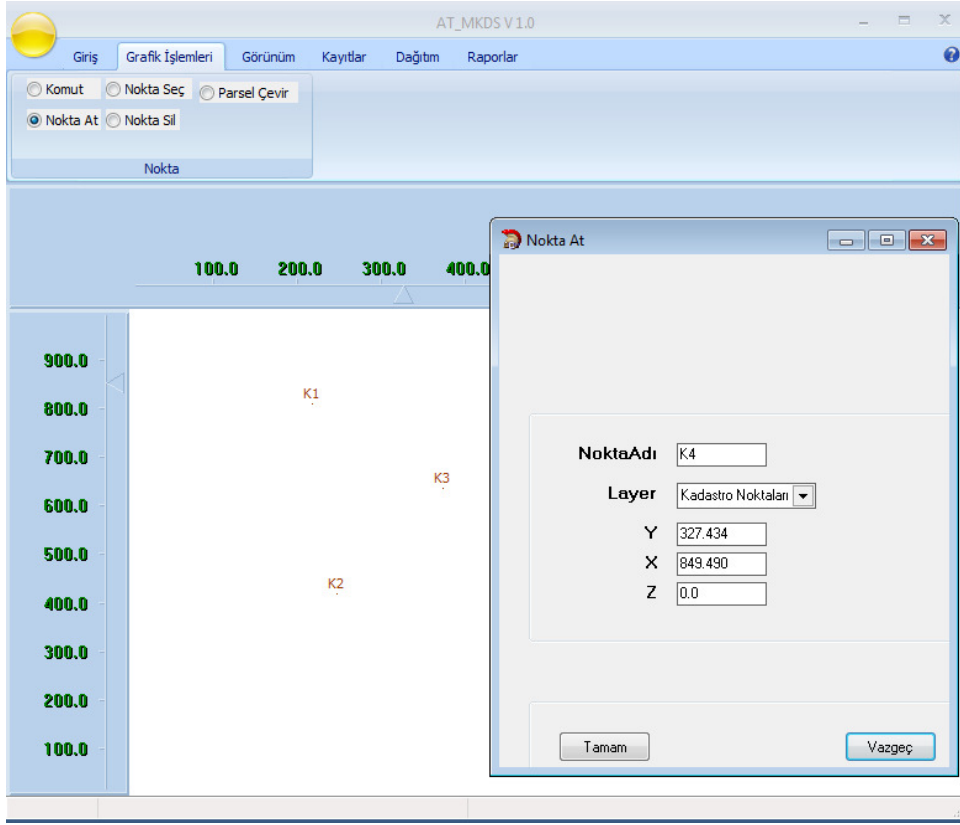 AT_MKDS V 1.0
Giriş Grafik İşlemleri Görünüm Kayıtlar Dağıtım Raporlar
Komut Nokta Seç Parsel Çevir
Nokta At Nokta Sil
Nokta
Nokta At
100.0 200.0 300.0 400.0
900.0
800.0
700.0
600.0
500.0
400.0
300.0
200.0
100.0
K1
K3
K2
NoktaAdı K4
Layer Kadastro Noktaları
Y 327.434
X 849.490
Z 0.0
Tamam Vazgeç